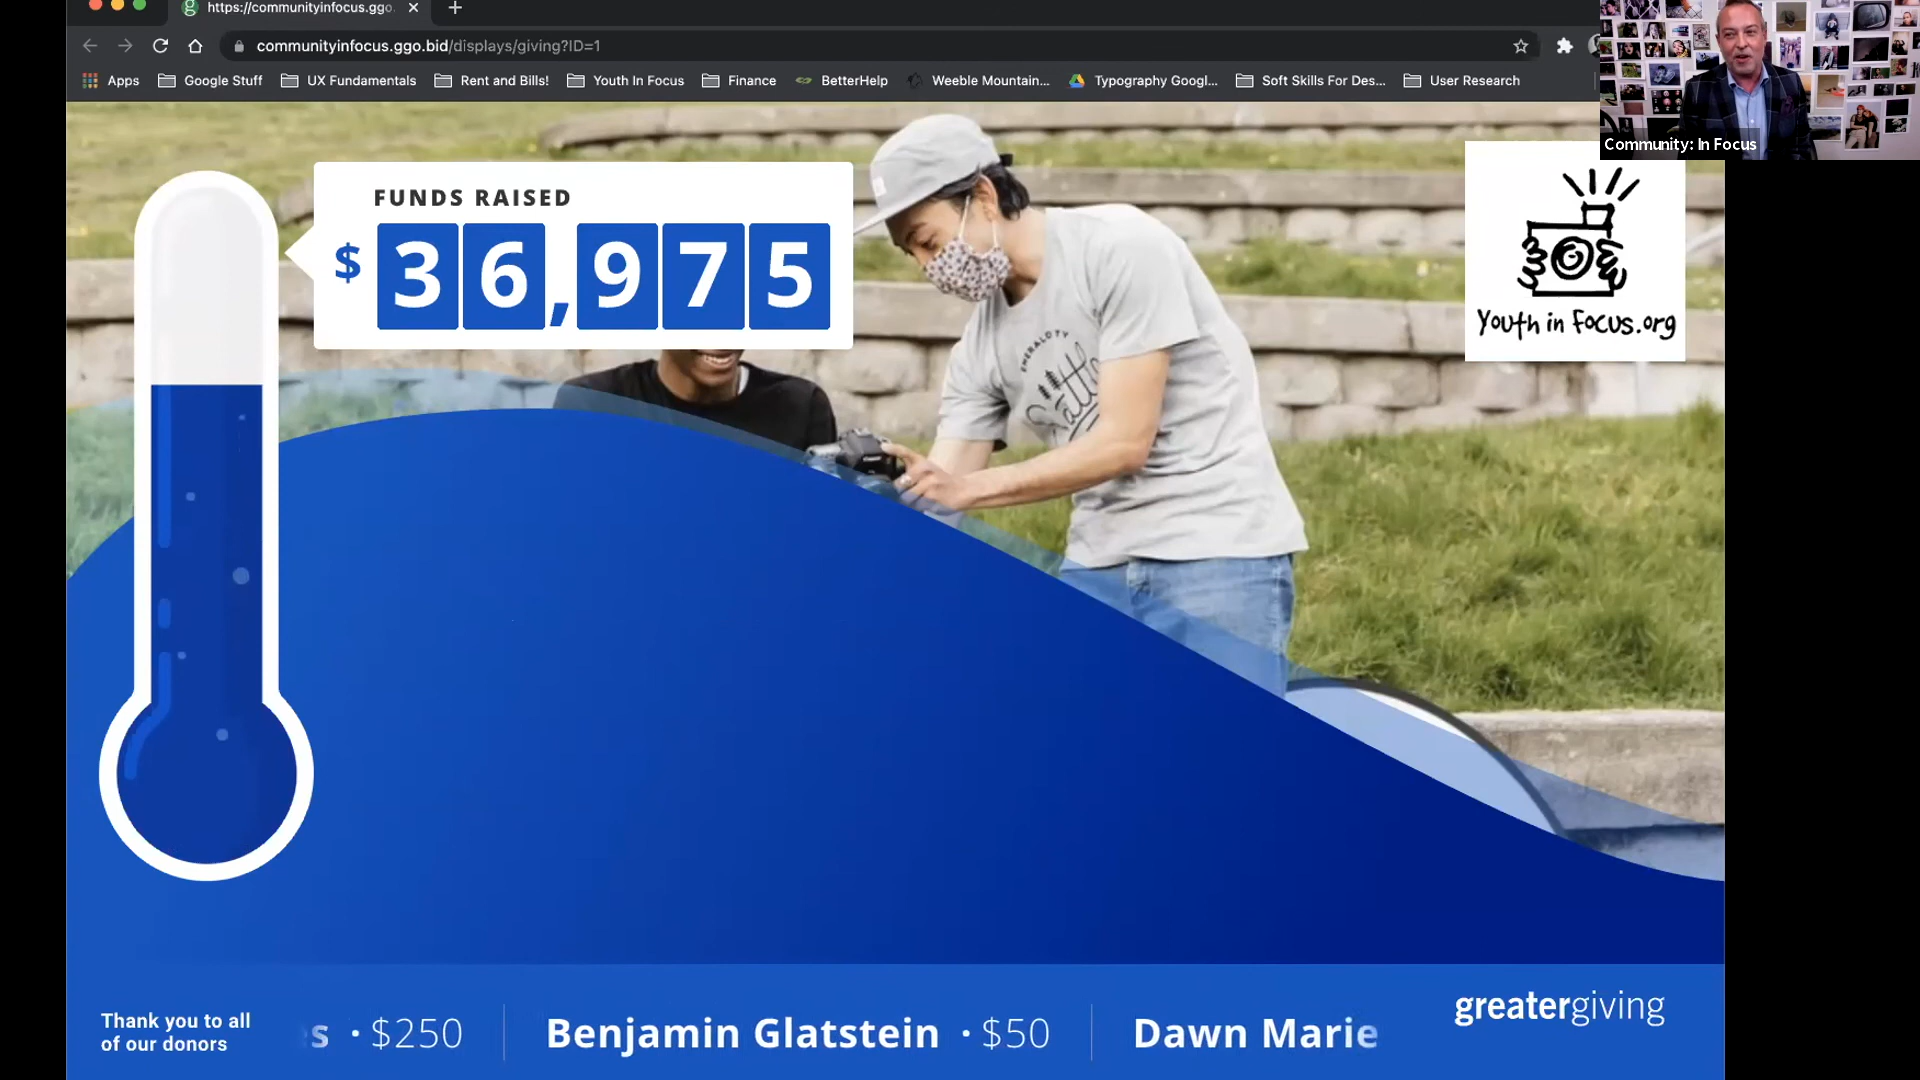 https://communityinfocus.ggo.
communityinfocus.ggo.bid/displays/giving?ID=1
Apps Google Stuff UX Fundamentals Rent and Bills! Youth In Focus Finance BetterHelp Weeble Mountain... Typography Googl... Soft Skills For Des... User Research
Community: In Focus
FUNDS RAISED
$36,975
Youth in Focus.org
EMERALD TY
Seattle
Thank you to all
of our donors
s · $250 Benjamin Glatstein · $50 Dawn Marie
greatergiving